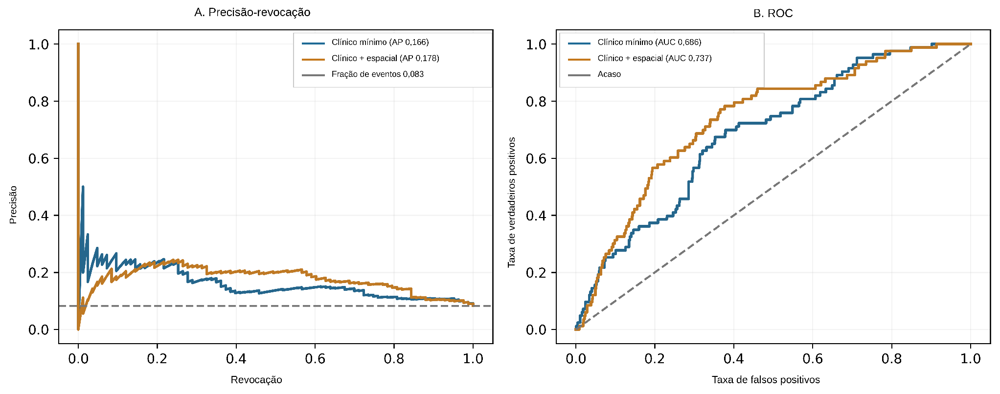 A. Precisão-revocação
Clínico mínimo (AP 0,166)
Clínico + espacial (AP 0,178)
Fração de eventos 0,083
Precisão
1.0
0.8
0.6
0.4
0.2
0.0
0.0 0.2 0.4 0.6 0.8 1.0
Revocação
B. ROC
Clínico mínimo (AUC 0,686)
Clínico + espacial (AUC 0,737)
Acaso
Taxa de verdadeiros positivos
1.0
0.8
0.6
0.4
0.2
0.0
0.0 0.2 0.4 0.6 0.8 1.0
Taxa de falsos positivos